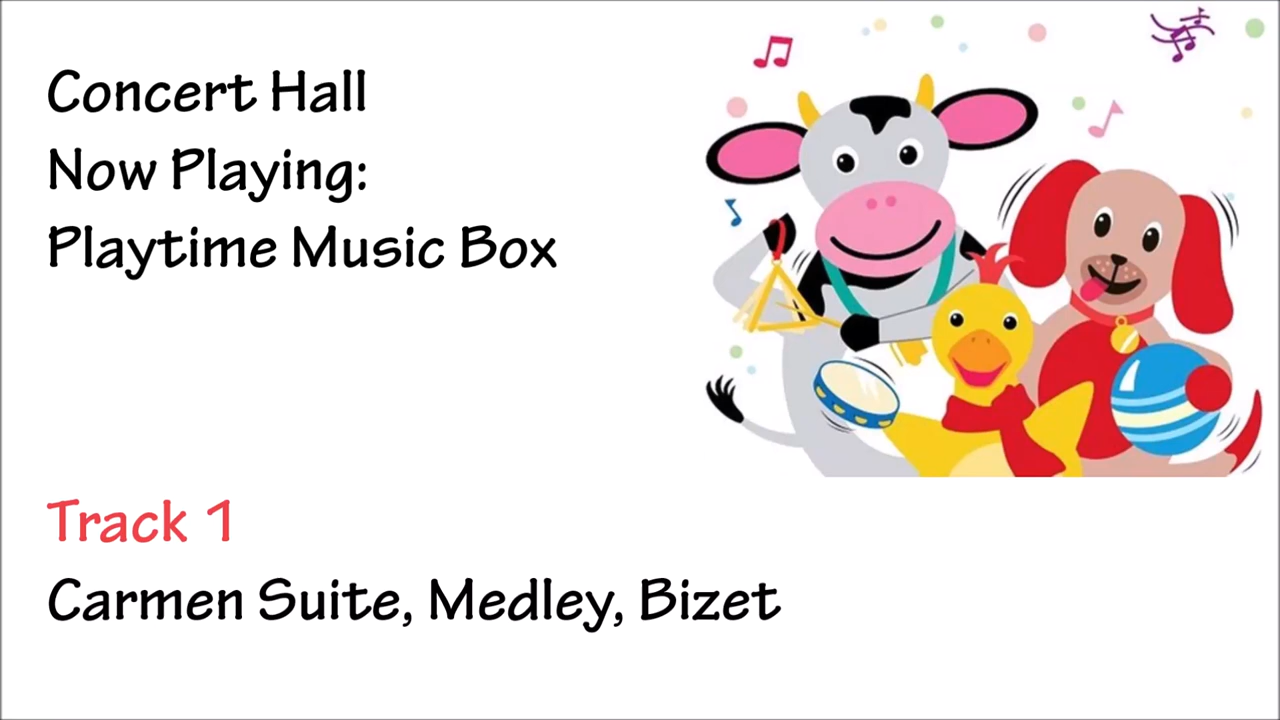 Concert Hall
Now Playing:
Playtime Music Box
Track 1
Carmen Suite, Medley, Bizet